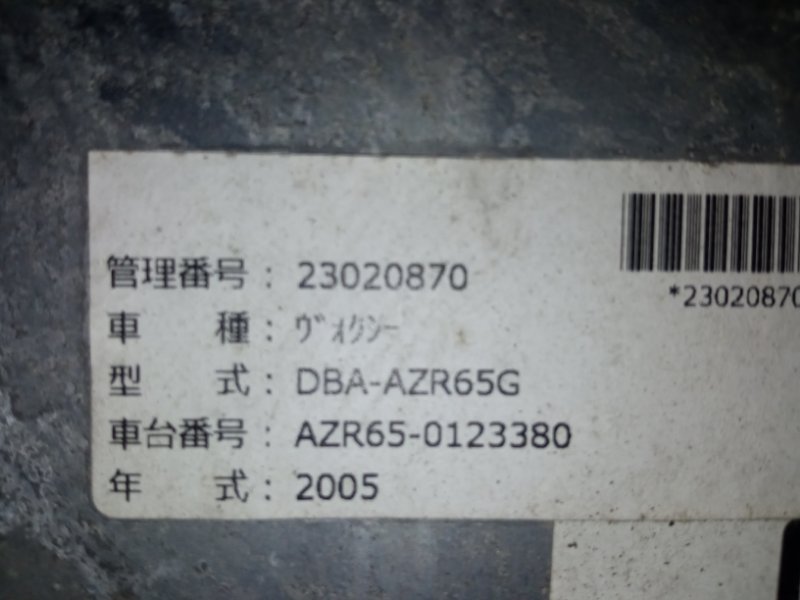 *23020870
管理番号 : 23020870
車 種 : ヴォクシー
型 式 : DBA-AZR65G
車台番号 : AZR65-0123380
年 式 : 2005